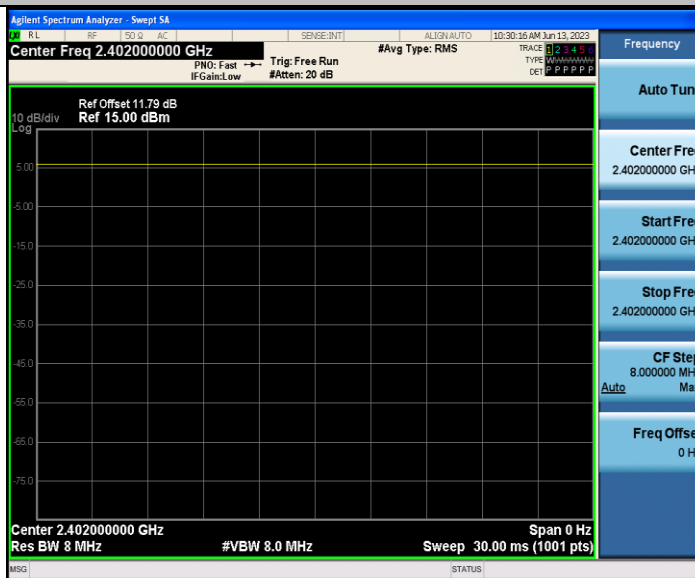 Agilent Spectrum Analyzer - Swept SA
LXI RL RF 50 Ω AC SENSE:INT ALIGN AUTO 10:30:16 AM Jun 13, 2023
Center Freq 2.402000000 GHz #Avg Type: RMS TRACE 1 2 3 4 5 6
PNO: Fast Trig: Free Run TYPE WWWWWW
IFGain:Low #Atten: 20 dB DET P P P P P P
Ref Offset 11.79 dB
10 dB/div Ref 15.00 dBm
Log
5.00
-5.00
-15.0
-25.0
-35.0
-45.0
-55.0
-65.0
-75.0
Center 2.402000000 GHz Span 0 Hz
Res BW 8 MHz #VBW 8.0 MHz Sweep 30.00 ms (1001 pts)
MSG STATUS
Frequency
Auto Tun
Center Fre
2.402000000 GH
Start Fre
2.402000000 GH
Stop Fre
2.402000000 GH
CF Ste
8.000000 MH
Auto Ma
Freq Offse
0 H